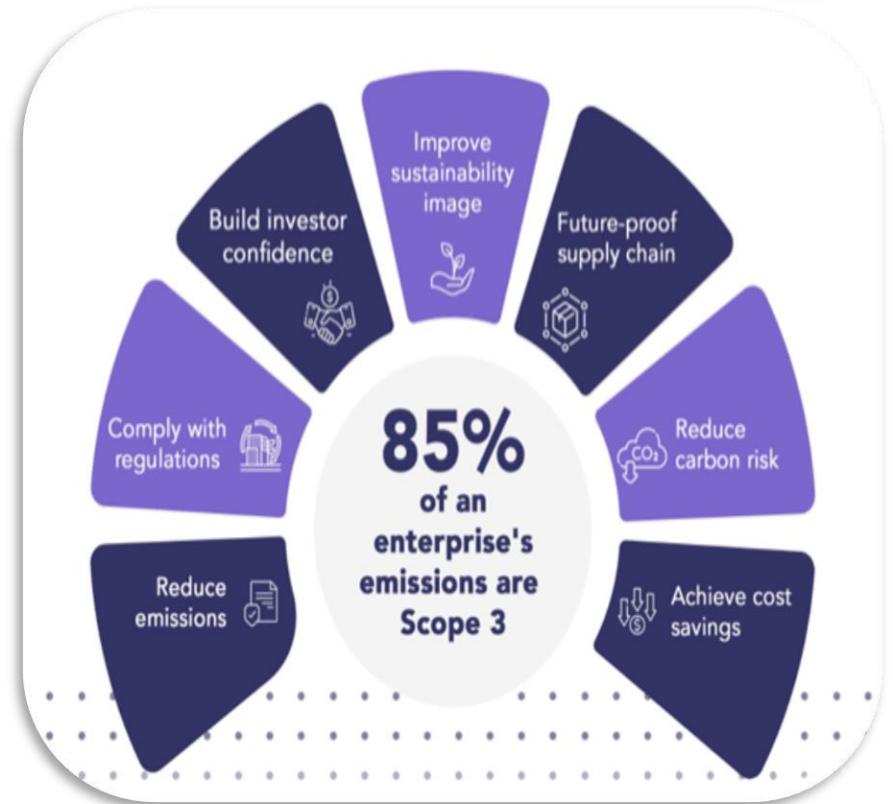 Improve
sustainability
image
Build investor
confidence
Future-proof
supply chain
$
Comply with
regulations
Reduce
carbon risk
CO₂
85%
of an
enterprise's
emissions are
Scope 3
Reduce
emissions
Achieve cost
savings
$